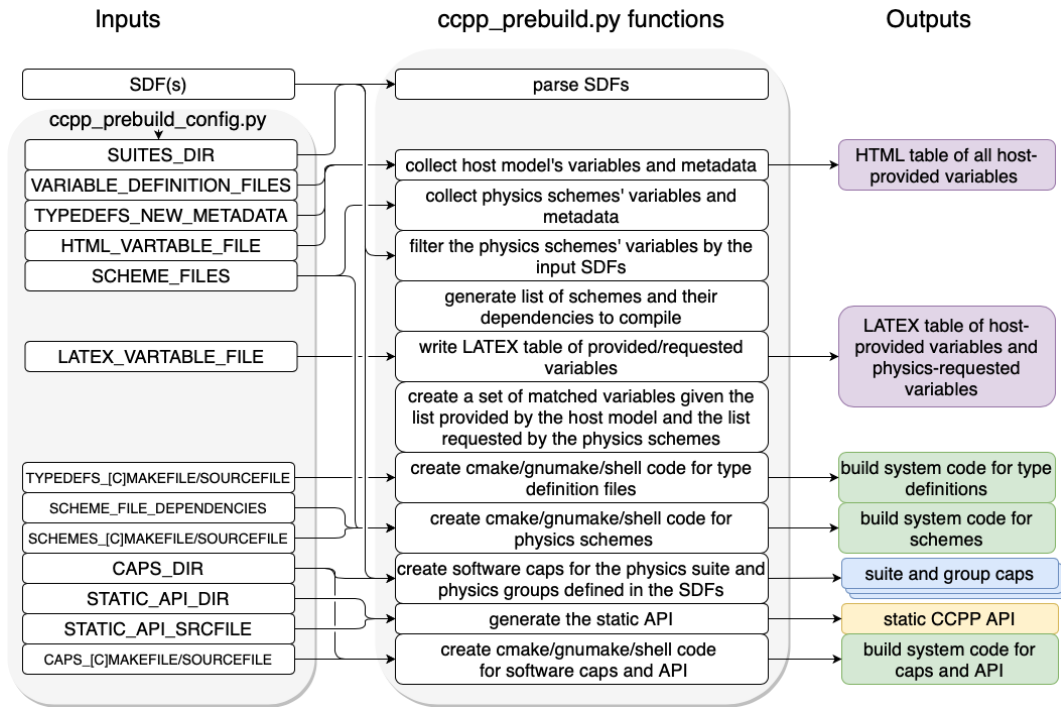 Inputs
ccpp_prebuild.py functions
Outputs
SDF(s)
ccpp_prebuild_config.py
SUITES_DIR
VARIABLE_DEFINITION_FILES
TYPEDEFS_NEW_METADATA
HTML_VARTABLE_FILE
SCHEME_FILES
LATEX_VARTABLE_FILE
TYPEDEFS_[C]MAKEFILE/SOURCEFILE
SCHEME_FILE_DEPENDENCIES
SCHEMES_[C]MAKEFILE/SOURCEFILE
CAPS_DIR
STATIC_API_DIR
STATIC_API_SRCFILE
CAPS_[C]MAKEFILE/SOURCEFILE
parse SDFs
collect host model's variables and metadata
collect physics schemes' variables and
metadata
filter the physics schemes' variables by the
input SDFs
generate list of schemes and their
dependencies to compile
write LATEX table of provided/requested
variables
create a set of matched variables given the
list provided by the host model and the list
requested by the physics schemes
create cmake/gnumake/shell code for type
definition files
create cmake/gnumake/shell code for
physics schemes
create software caps for the physics suite and
physics groups defined in the SDFs
generate the static API
create cmake/gnumake/shell code
for software caps and API
HTML table of all host-
provided variables
LATEX table of host-
provided variables and
physics-requested
variables
build system code for type
definitions
build system code for
schemes
suite and group caps
static CCPP API
build system code for
caps and API